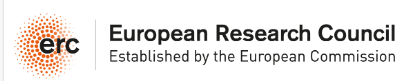 erc
European Research Council
Established by the European Commission